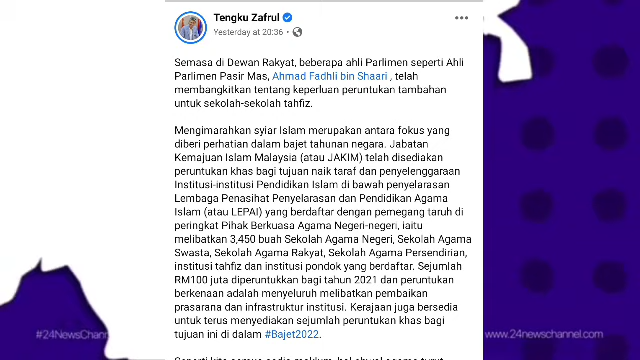 Tengku Zafrul
Yesterday at 20:36 •
Semasa di Dewan Rakyat, beberapa ahli Parlimen seperti Ahli
Parlimen Pasir Mas, Ahmad Fadhli bin Shaari , telah
membangkitkan tentang keperluan peruntukan tambahan
untuk sekolah-sekolah tahfiz.
Mengimarahkan syiar Islam merupakan antara fokus yang
diberi perhatian dalam bajet tahunan negara. Jabatan
Kemajuan Islam Malaysia (atau JAKIM) telah disediakan
peruntukan khas bagi tujuan naik taraf dan penyelenggaraan
Institusi-institusi Pendidikan Islam di bawah penyelarasan
Lembaga Penasihat Penyelarasan dan Pendidikan Agama
Islam (atau LEPAI) yang berdaftar dengan pemegang taruh di
peringkat Pihak Berkuasa Agama Negeri-negeri, iaitu
melibatkan 3,450 buah Sekolah Agama Negeri, Sekolah Agama
Swasta, Sekolah Agama Rakyat, Sekolah Agama Persendirian,
institusi tahfiz dan institusi pondok yang berdaftar. Sejumlah
RM100 juta diperuntukkan bagi tahun 2021 dan peruntukan
berkenaan adalah menyeluruh melibatkan pembaikan
prasarana dan infrastruktur institusi. Kerajaan juga bersedia
untuk terus menyediakan sejumlah peruntukan khas bagi
tujuan ini di dalam #Bajet2022.
#24NewsChannel
www.24newschannel.com